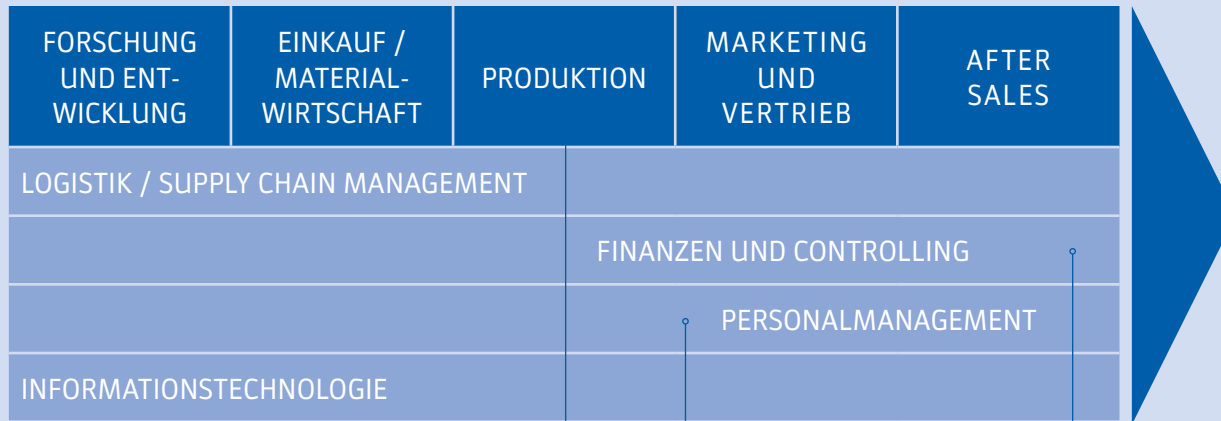 FORSCHUNG
UND ENT-
WICKLUNG
EINKAUF /
MATERIAL-
WIRTSCHAFT
PRODUKTION
MARKETING
UND
VERTRIEB
AFTER
SALES
LOGISTIK / SUPPLY CHAIN MANAGEMENT
FINANZEN UND CONTROLLING
PERSONALMANAGEMENT
INFORMATIONSTECHNOLOGIE